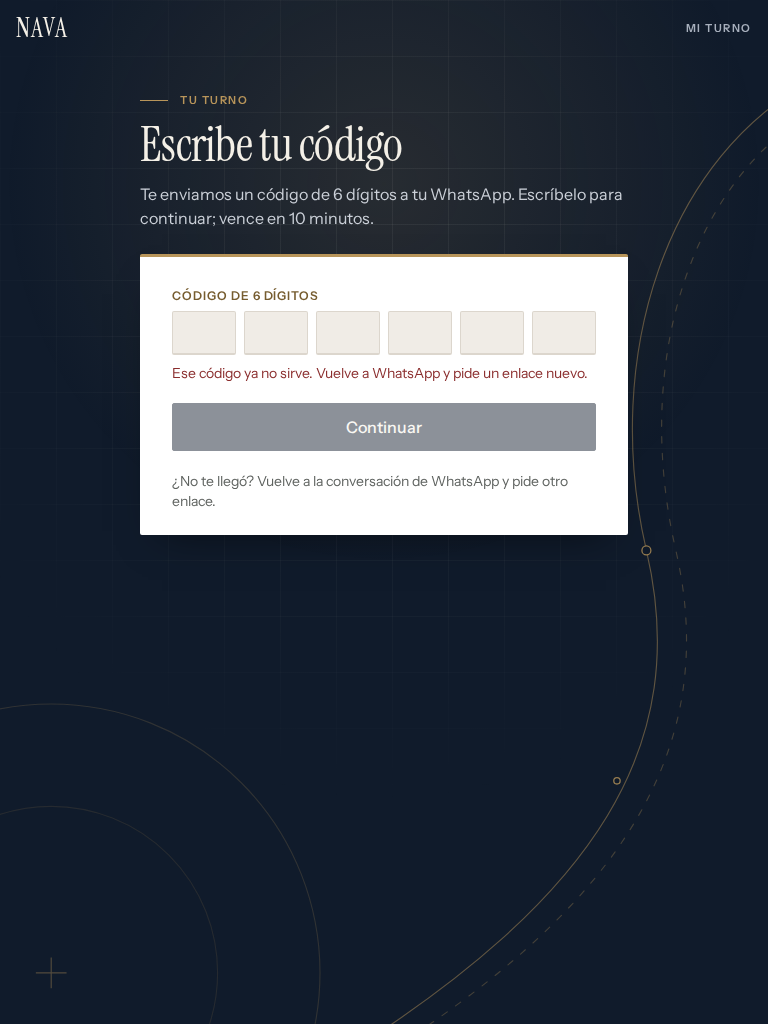 NAVA
MI TURNO
TU TURNO
Escribe tu código
Te enviamos un código de 6 dígitos a tu WhatsApp. Escríbelo para
continuar; vence en 10 minutos.
CÓDIGO DE 6 DÍGITOS
Ese código ya no sirve. Vuelve a WhatsApp y pide un enlace nuevo.
Continuar
¿No te llegó? Vuelve a la conversación de WhatsApp y pide otro
enlace.